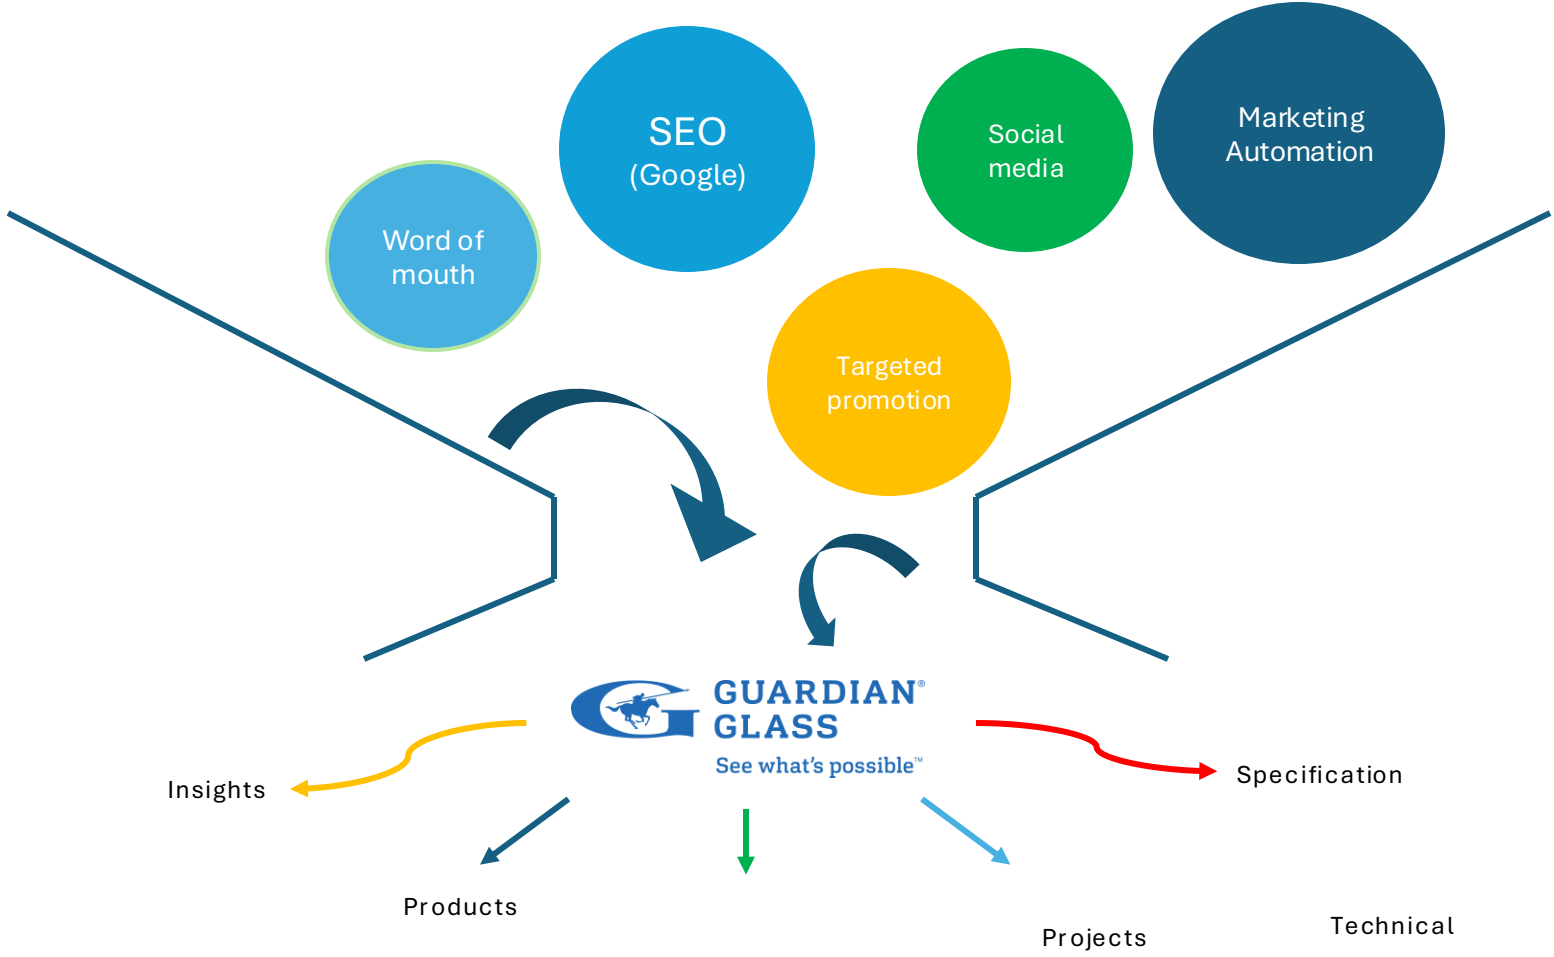 Marketing
Automation
SEO
(Google)
Social
media
Word of
mouth
Targeted
promotion
GUARDIAN®
GLASS
See what's possible™
Insights
Specification
Products
Projects
Technical